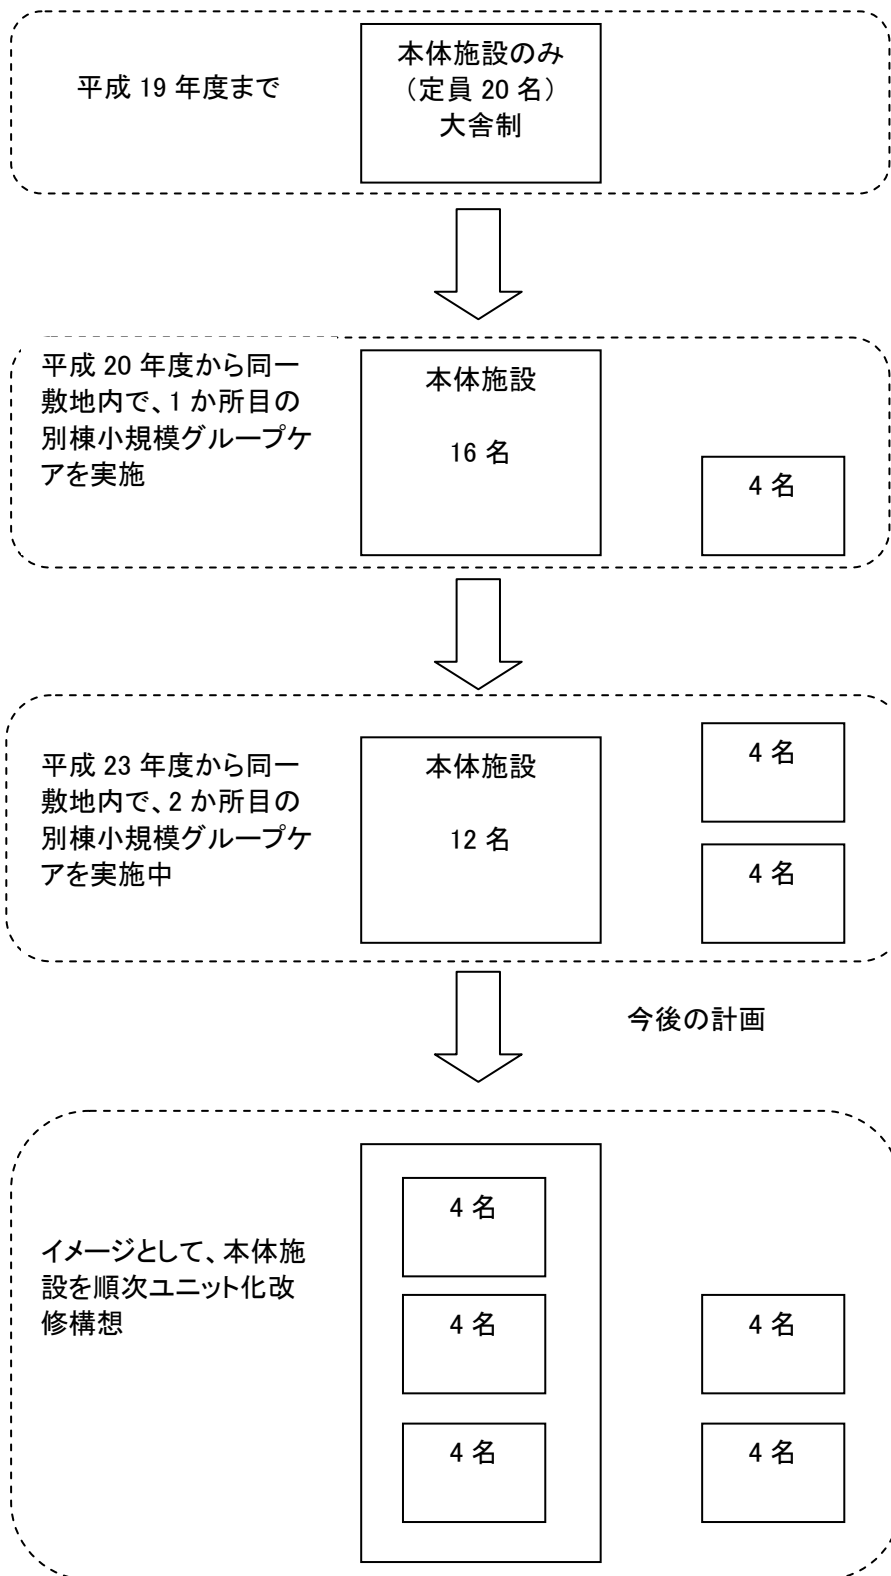 平成 19 年度まで
本体施設のみ
（定員 20 名）
大舎制
平成 20 年度から同一
敷地内で、1 か所目の
別棟小規模グループケ
アを実施
本体施設
16 名
4 名
平成 23 年度から同一
敷地内で、2 か所目の
別棟小規模グループケ
アを実施中
本体施設
12 名
4 名
4 名
今後の計画
イメージとして、本体施
設を順次ユニット化改
修構想
4 名
4 名
4 名
4 名
4 名